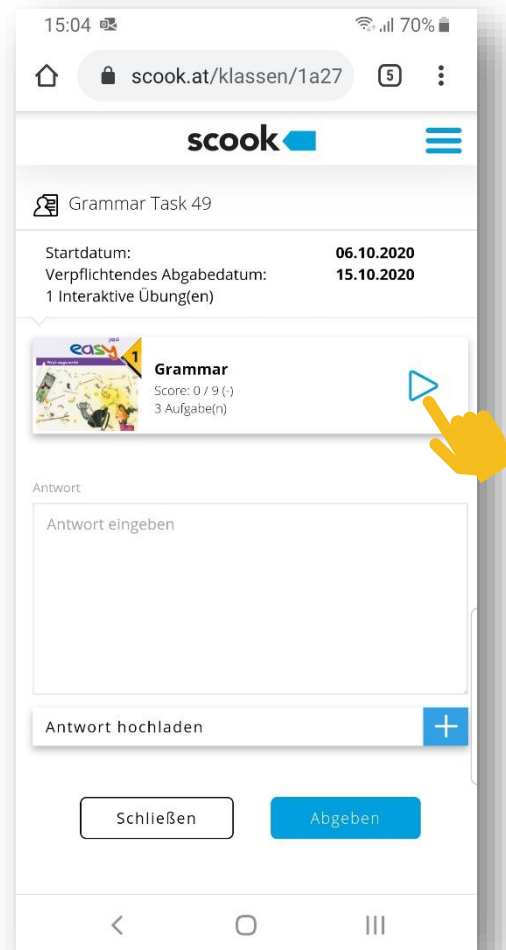 15:04 70%
scook.at/klassen/1a27 5
scook
Grammar Task 49
Startdatum: 06.10.2020
Verpflichtendes Abgabedatum: 15.10.2020
1 Interaktive Übung(en)
easy 1
Grammar
Score: 0 / 9 (-)
3 Aufgabe(n)
Antwort
Antwort eingeben
Antwort hochladen
Schließen Abgeben